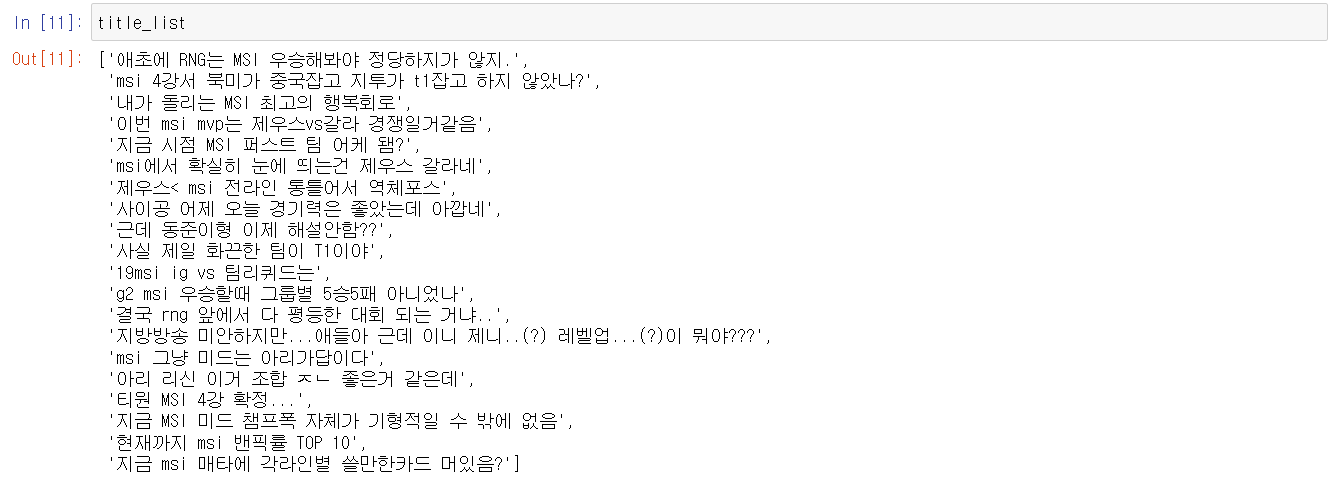 In [11]: title_list
Out[11]: ['애초에 RNG는 MSI 우승해봐야 정당하지가 않지.',
'msi 4강서 북미가 중국잡고 지투가 t1잡고 하지 않았나?',
'내가 돌리는 MSI 최고의 행복회로',
'이번 msi mvp는 제우스vs갈라 경쟁일거같음',
'지금 시점 MSI 퍼스트 팀 어케 됌?',
'msi에서 확실히 눈에 띄는건 제우스 갈라네',
'제우스< msi 전라인 통틀어서 역체포스',
'사이공 어제 오늘 경기력은 좋았는데 아깝네',
'근데 동준이형 이제 해설안함??',
'사실 제일 화끈한 팀이 T1이야',
'19msi ig vs 팀리퀴드는',
'g2 msi 우승할때 그룹별 5승5패 아니었나',
'결국 rng 앞에서 다 평등한 대회 되는 거냐..',
'지방방송 미안하지만...애들아 근데 이니 제니..(?) 레벨업...(?)이 뭐야???',
'msi 그냥 미드는 아리가답이다',
'아리 리신 이거 조합 ㅈㄴ 좋은거 같은데',
'티원 MSI 4강 확정...',
'지금 MSI 미드 챔프폭 자체가 기형적일 수 밖에 없음',
'현재까지 msi 밴픽률 TOP 10',
'지금 msi 매타에 각라인별 쓸만한카드 머있음?']